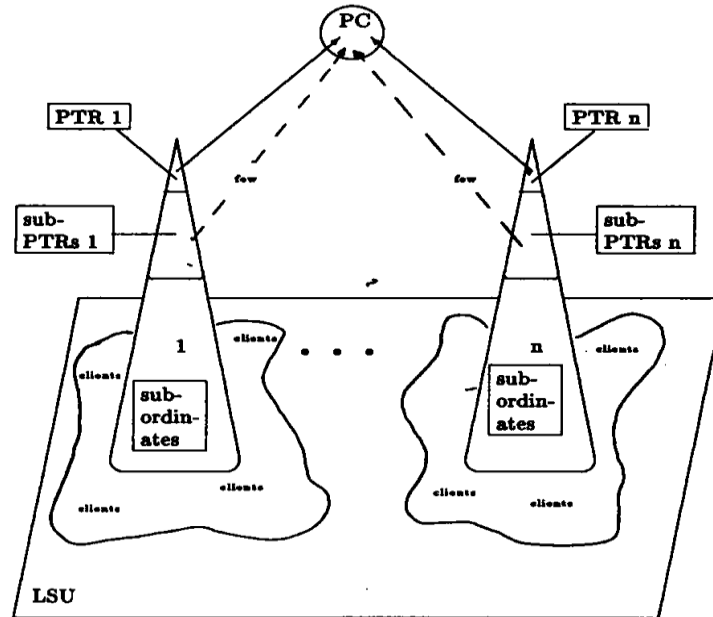 PC
PTR 1
PTR n
few
few
sub-
PTRs 1
sub-
PTRs n
1
n
clients
clients
clients
clients
sub-
ordin-
ates
sub-
ordin-
ates
clients
clients
clients
clients
LSU